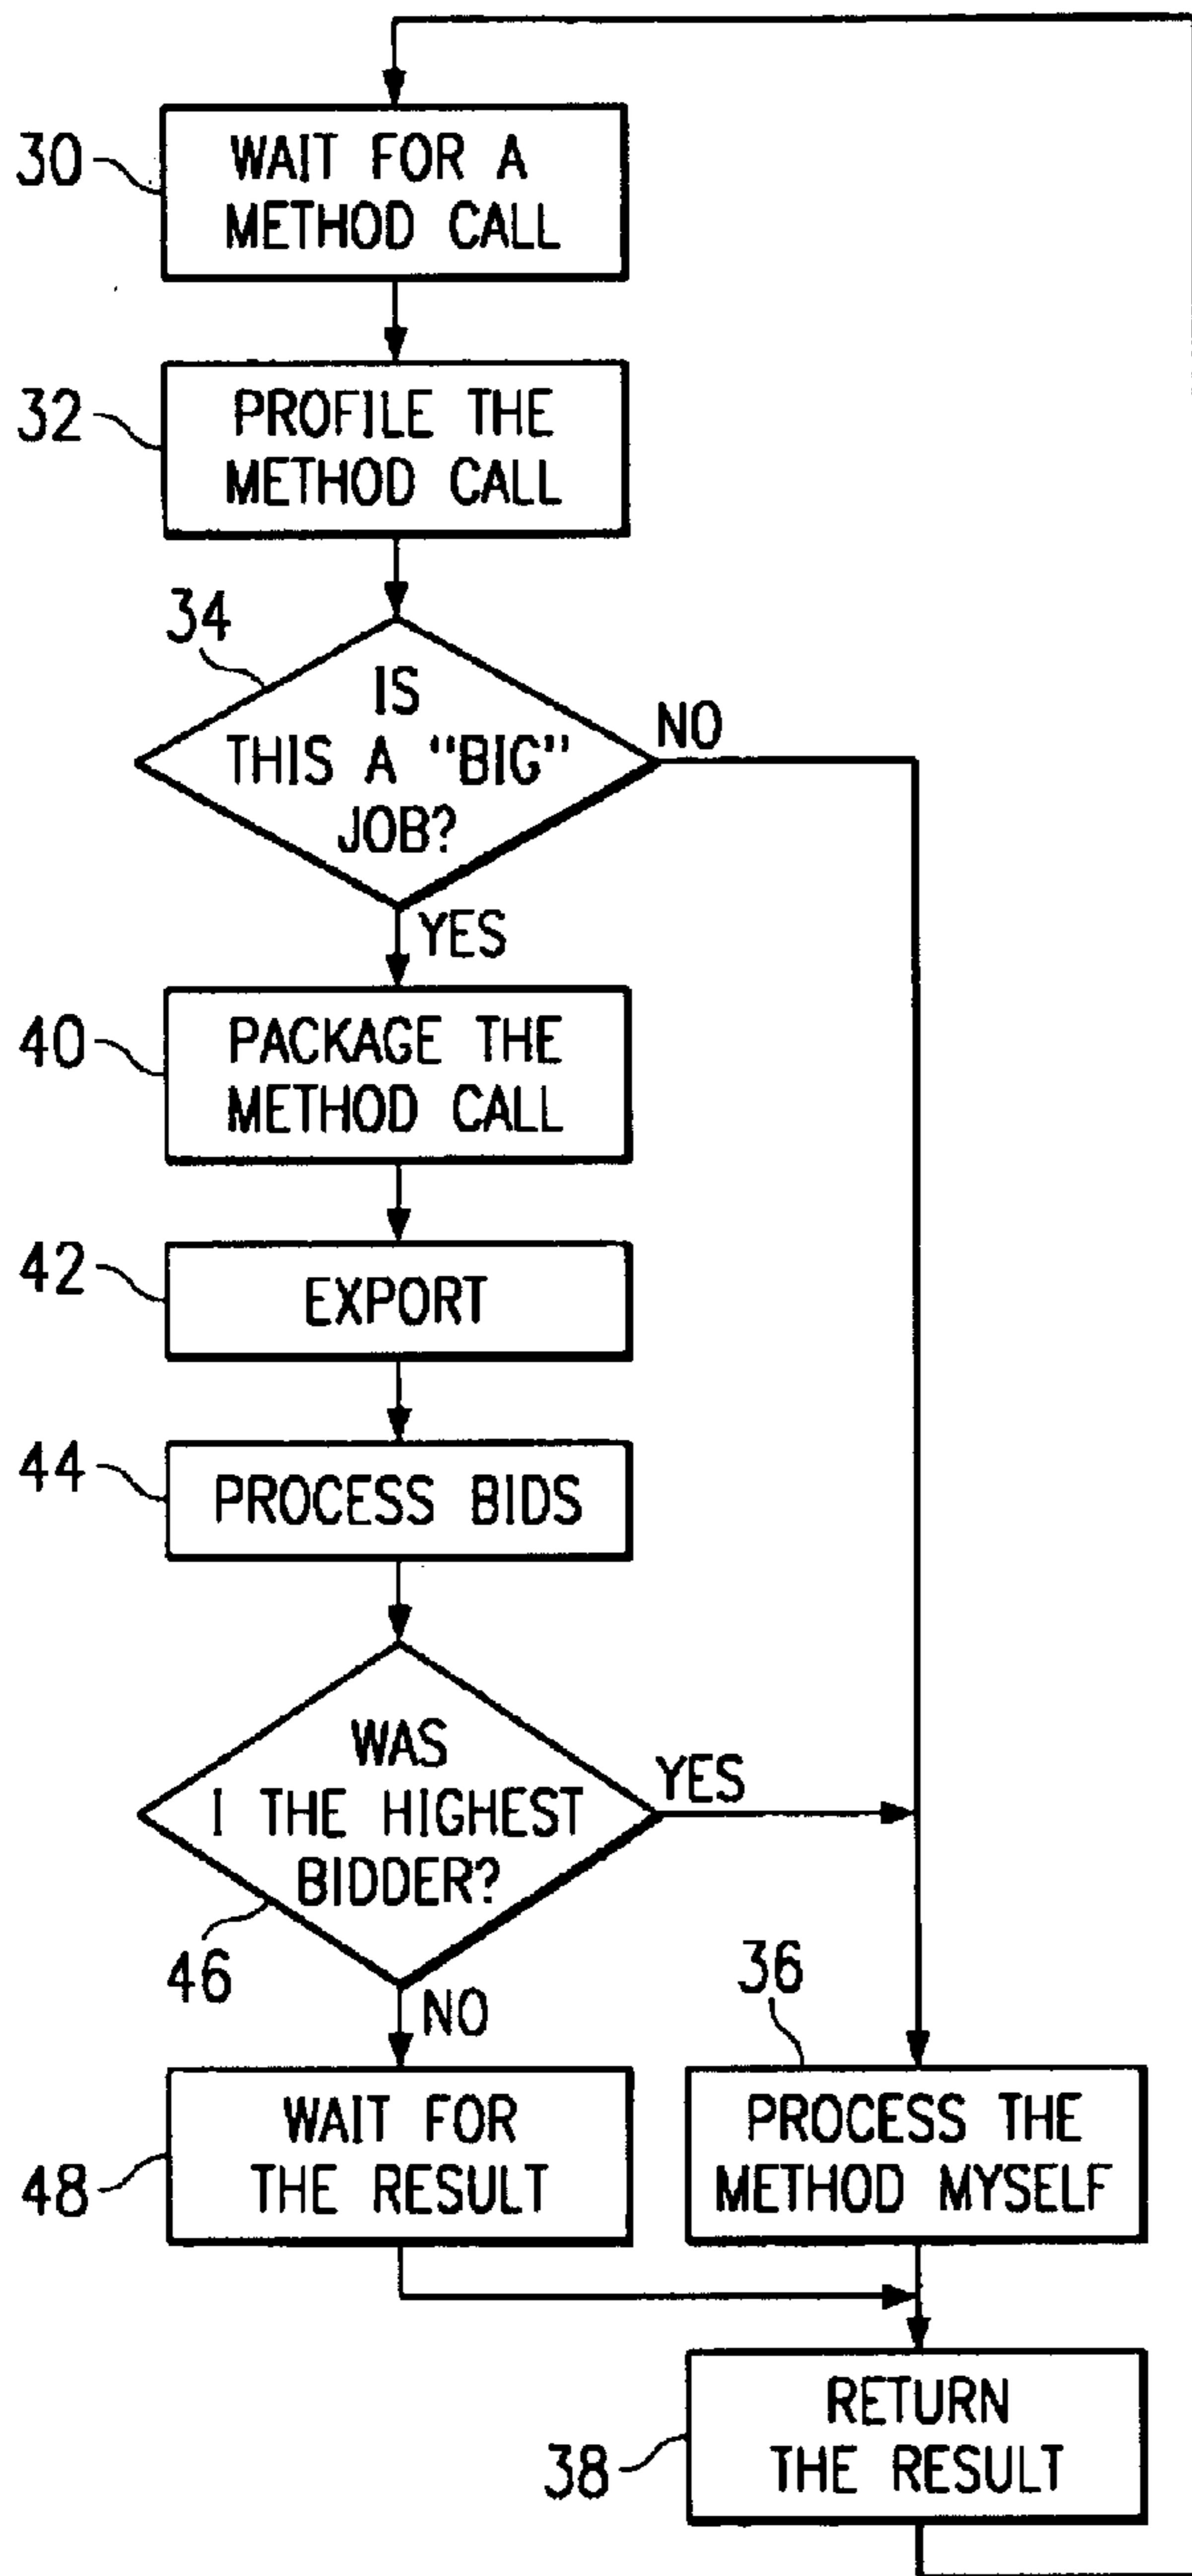 30
WAIT FOR A
METHOD CALL
32
PROFILE THE
METHOD CALL
34
IS
THIS A "BIG"
JOB?
NO
YES
40
PACKAGE THE
METHOD CALL
42
EXPORT
44
PROCESS BIDS
WAS
I THE HIGHEST
BIDDER?
YES
46
NO
36
48
WAIT FOR
THE RESULT
PROCESS THE
METHOD MYSELF
38
RETURN
THE RESULT